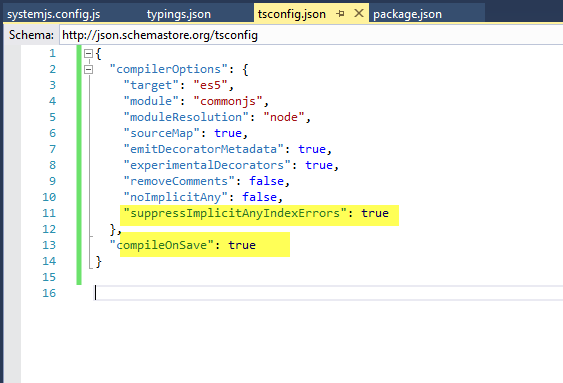 systemjs.config.js typings.json tsconfig.json package.json
Schema: http://json.schemastore.org/tsconfig
1 {
2 "compilerOptions": {
3 "target": "es5",
4 "module": "commonjs",
5 "moduleResolution": "node",
6 "sourceMap": true,
7 "emitDecoratorMetadata": true,
8 "experimentalDecorators": true,
9 "removeComments": false,
10 "noImplicitAny": false,
11 "suppressImplicitAnyIndexErrors": true
12 },
13 "compileOnSave": true
14 }
15
16